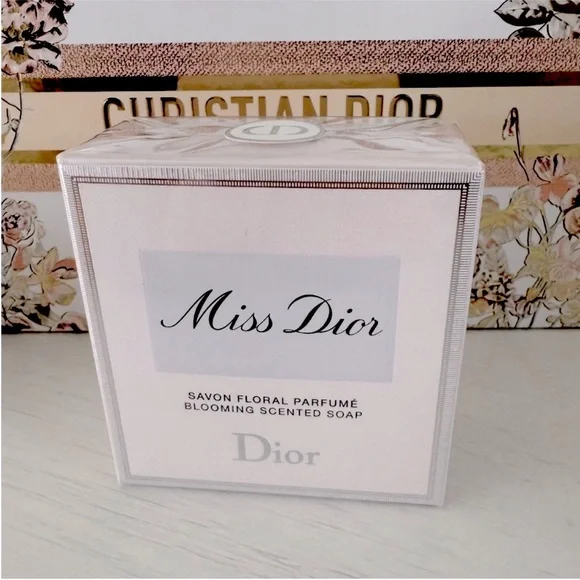 CHRISTIAN DIOR
Miss Dior
SAVON FLORAL PARFUMÉ
BLOOMING SCENTED SOAP
Dior